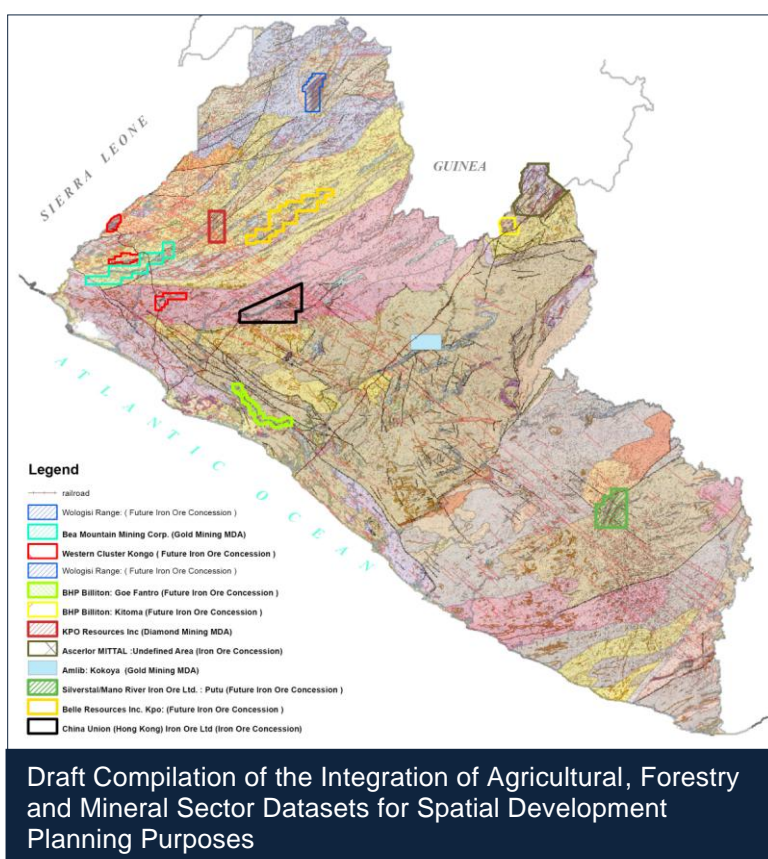 SIERRA LEONE
GUINEA
ATLANTIC OCEAN
Legend
railroad
Wologisi Range: ( Future Iron Ore Concession )
Bea Mountain Mining Corp. (Gold Mining MDA)
Western Cluster Kongo ( Future Iron Ore Concession )
Wologisi Range: ( Future Iron Ore Concession )
BHP Billiton: Goe Fantro (Future Iron Ore Concession )
BHP Billiton: Kitoma (Future Iron Ore Concession )
KPO Resources Inc (Diamond Mining MDA)
Ascerlor MITTAL :Undefined Area (Iron Ore Concession)
Amlib: Kokoya (Gold Mining MDA)
Silverstal/Mano River Iron Ore Ltd. : Putu (Future Iron Ore Concession )
Belle Resources Inc. Kpo: (Future Iron Ore Concession )
China Union (Hong Kong) Iron Ore Ltd (Iron Ore Concession)
Draft Compilation of the Integration of Agricultural, Forestry
and Mineral Sector Datasets for Spatial Development
Planning Purposes